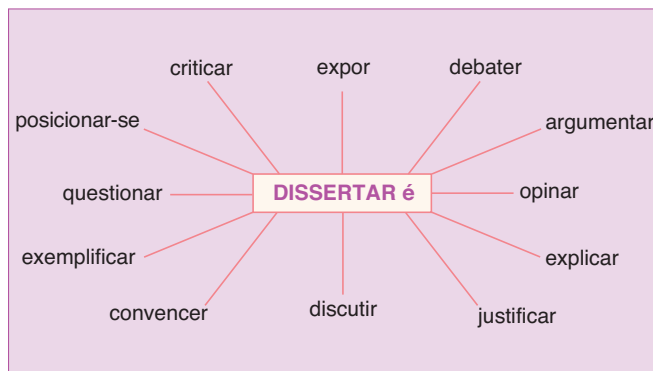 criticar
expor
debater
posicionar-se
argumentar
questionar
DISSERTAR é
opinar
exemplificar
explicar
convencer
discutir
justificar